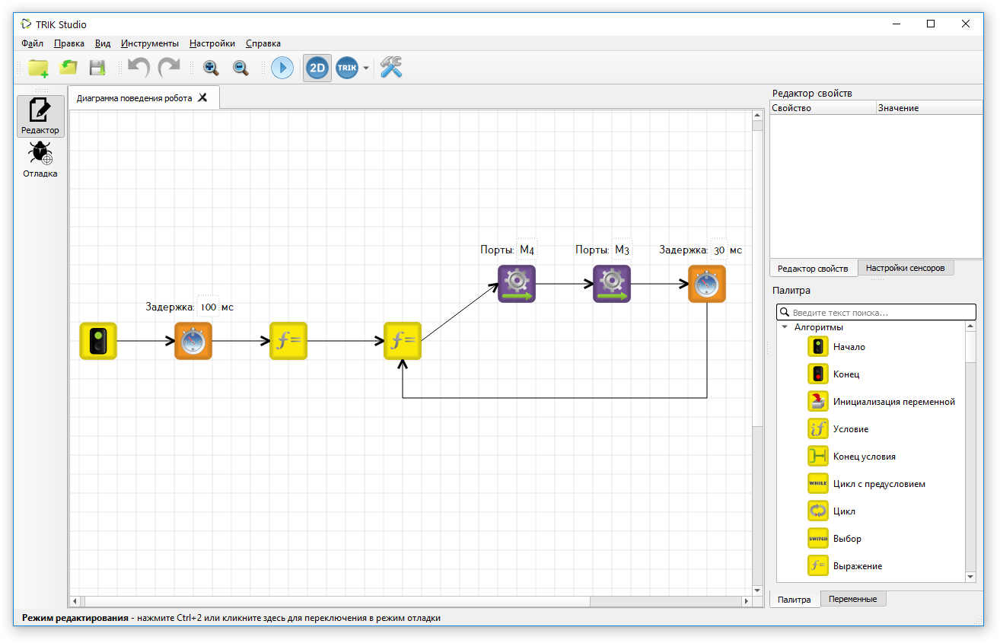 TRIK Studio
Файл Правка Вид Инструменты Настройки Справка
2D TRIK
Редактор
Отладка
Диаграмма поведения робота
Порты: M4 Порты: M3 Задержка: 30 мс
Задержка: 100 мс
f= f=
Редактор свойств
Свойство Значение
Редактор свойств Настройки сенсоров
Палитра
Введите текст поиска...
Алгоритмы
Начало
Конец
Инициализация переменной
if Условие
Конец условия
WHILE Цикл с предусловием
Цикл
SWITCH Выбор
f= Выражение
Палитра Переменные
Режим редактирования - нажмите Ctrl+2 или кликните здесь для переключения в режим отладки